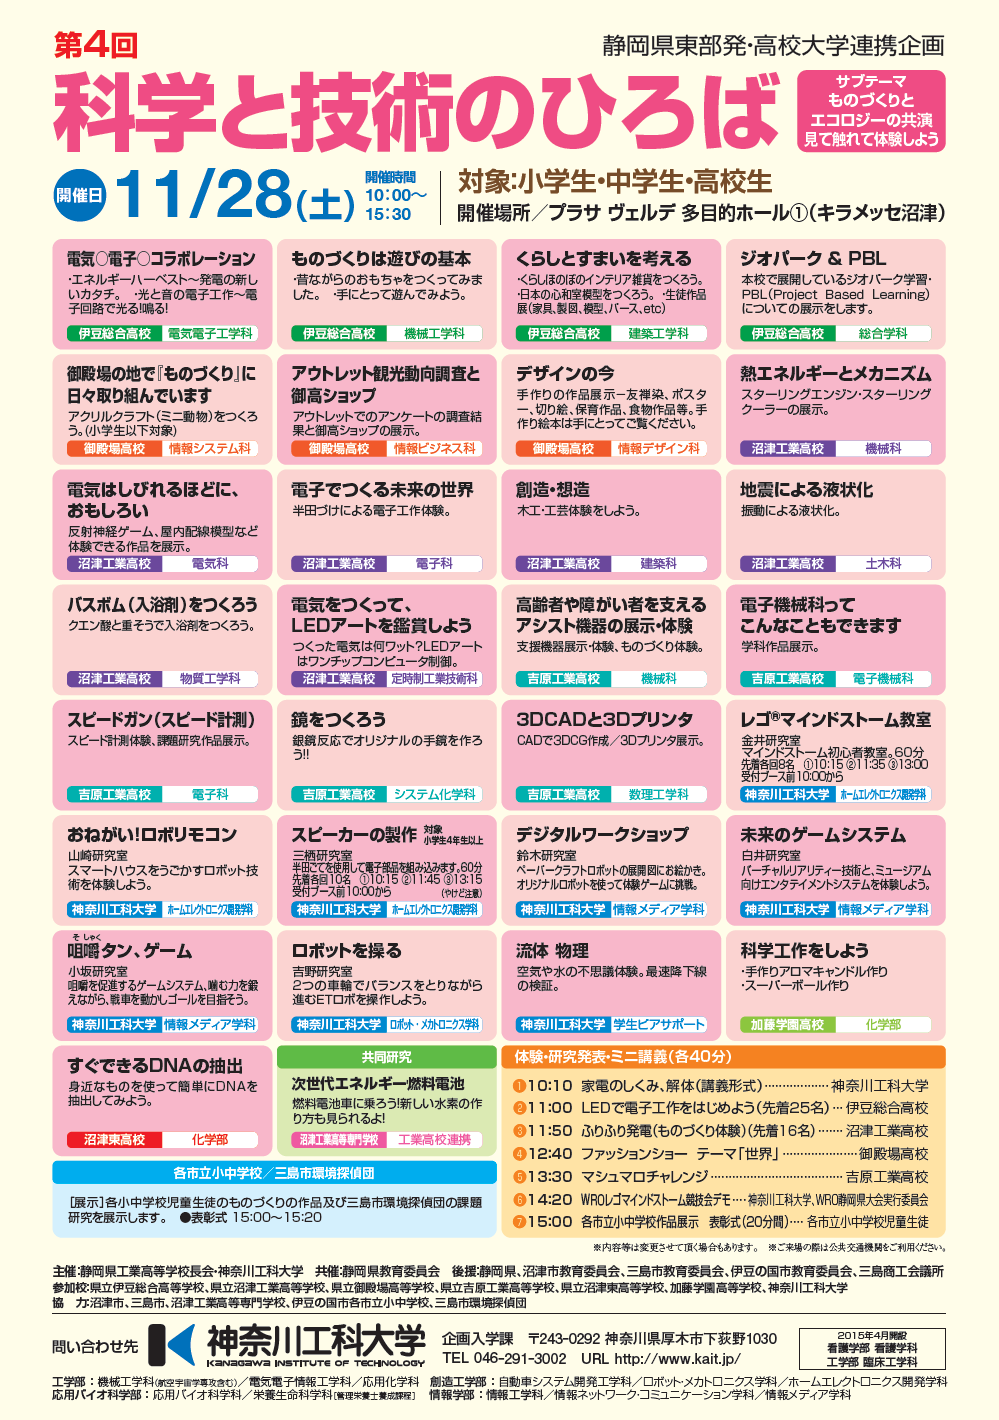 第4回
静岡県東部発・高校大学連携企画
科学と技術のひろば
サブテーマ
ものづくりと
エコロジーの共演
見て触れて体験しよう
開催日
11/28(土)
開催時間
10:00〜
15:30
対象:小学生・中学生・高校生
開催場所／プラサ ヴェルデ 多目的ホール①（キラメッセ沼津）
電気○電子○コラボレーション
・エネルギーハーベスト〜発電の新し
いカタチ。 ・光と音の電子工作〜電
子回路で光る!鳴る!
伊豆総合高校 電気電子工学科
ものづくりは遊びの基本
・昔ながらのおもちゃをつくってみま
した。 ・手にとって遊んでみよう。
伊豆総合高校 機械工学科
くらしとすまいを考える
・くらしほのぼのインテリア雑貨をつくろう。
・日本の心和室模型をつくろう。 ・生徒作品
展（家具、製図、模型、パース、etc）
伊豆総合高校 建築工学科
ジオパーク & PBL
本校で展開しているジオパーク学習・
PBL（Project Based Learning）
についての展示をします。
伊豆総合高校 総合学科
御殿場の地で『ものづくり』に
日々取り組んでいます
アクリルクラフト（ミニ動物）をつくろ
う。（小学生以下対象）
御殿場高校 情報システム科
アウトレット観光動向調査と
御高ショップ
アウトレットでのアンケートの調査結
果と御高ショップの展示。
御殿場高校 情報ビジネス科
デザインの今
手作りの作品展示−友禅染、ポスタ
ー、切り絵、保育作品、食物作品等。手
作り絵本は手にとってご覧ください。
御殿場高校 情報デザイン科
熱エネルギーとメカニズム
スターリングエンジン・スターリング
クーラーの展示。
沼津工業高校 機械科
電気はしびれるほどに、
おもしろい
反射神経ゲーム、屋内配線模型など
体験できる作品を展示。
沼津工業高校 電気科
電子でつくる未来の世界
半田づけによる電子工作体験。
沼津工業高校 電子科
創造・想造
木工・工芸体験をしよう。
沼津工業高校 建築科
地震による液状化
振動による液状化。
沼津工業高校 土木科
バスボム（入浴剤）をつくろう
クエン酸と重そうで入浴剤をつくろう。
沼津工業高校 物質工学科
電気をつくって、
LEDアートを鑑賞しよう
つくった電気は何ワット?LEDアート
はワンチップコンピュータ制御。
沼津工業高校 定時制工業技術科
高齢者や障がい者を支える
アシスト機器の展示・体験
支援機器展示・体験、ものづくり体験。
吉原工業高校 機械科
電子機械科って
こんなこともできます
学科作品展示。
吉原工業高校 電子機械科
スピードガン（スピード計測）
スピード計測体験、課題研究作品展示。
吉原工業高校 電子科
鏡をつくろう
銀鏡反応でオリジナルの手鏡を作ろ
う!!
吉原工業高校 システム化学科
3DCADと3Dプリンタ
CADで3DCG作成／3Dプリンタ展示。
吉原工業高校 数理工学科
レゴ®マインドストーム教室
金井研究室
マインドストーム初心者教室。60分
先着各回8名 ①10:15 ②11:35 ③13:00
受付ブース前10:00から
神奈川工科大学 ホームエレクトロニクス開発学科
おねがい!ロボリモコン
山崎研究室
スマートハウスをうごかすロボット技
術を体験しよう。
神奈川工科大学 ホームエレクトロニクス開発学科
スピーカーの製作 対象 小学生4年生以上
三栖研究室
半田ごてを使用して電子部品を組み込みます。60分
先着各回10名 ①10:15 ②11:45 ③13:15
受付ブース前10:00から （やけど注意）
神奈川工科大学 ホームエレクトロニクス開発学科
デジタルワークショップ
鈴木研究室
ペーパークラフトロボットの展開図にお絵かき。
オリジナルロボットを使って体験ゲームに挑戦。
神奈川工科大学 情報メディア学科
未来のゲームシステム
白井研究室
バーチャルリアリティー技術と、ミュージアム
向けエンタテイメントシステムを体験しよう。
神奈川工科大学 情報メディア学科
そしゃく
咀嚼タン、ゲーム
小坂研究室
咀嚼を促進するゲームシステム、噛む力を鍛
えながら、戦車を動かしゴールを目指そう。
神奈川工科大学 情報メディア学科
ロボットを操る
吉野研究室
2つの車輪でバランスをとりながら
進むETロボを操作しよう。
神奈川工科大学 ロボット・メカトロニクス学科
流体 物理
空気や水の不思議体験。最速降下線
の検証。
神奈川工科大学 学生ピアサポート
科学工作をしよう
・手作りアロマキャンドル作り
・スーパーボール作り
加藤学園高校 化学部
すぐできるDNAの抽出
身近なものを使って簡単にDNAを
抽出してみよう。
沼津東高校 化学部
共同研究
次世代エネルギー燃料電池
燃料電池車に乗ろう!新しい水素の作
り方も見られるよ!
沼津工業高等専門学校 工業高校連携
体験・研究発表・ミニ講義（各40分）
❶10:10 家電のしくみ、解体（講義形式）………………神奈川工科大学
❷11:00 LEDで電子工作をはじめよう（先着25名）…伊豆総合高校
❸11:50 ふりふり発電（ものづくり体験）（先着16名）……沼津工業高校
❹12:40 ファッションショー テーマ「世界」…………………御殿場高校
❺13:30 マシュマロチャレンジ………………………………吉原工業高校
❻14:20 WROレゴマインドストーム競技会デモ‥‥神奈川工科大学、WRO静岡県大会実行委員会
❼15:00 各市立小中学校作品展示 表彰式（20分間）‥‥各市立小中学校児童生徒
各市立小中学校／三島市環境探偵団
［展示］各小中学校児童生徒のものづくりの作品及び三島市環境探偵団の課題
研究を展示します。 ●表彰式 15:00〜15:20
※内容等は変更させて頂く場合もあります。 ※ご来場の際は公共交通機関をご利用ください。
主催:静岡県工業高等学校長会・神奈川工科大学 共催:静岡県教育委員会 後援:静岡県、沼津市教育委員会、三島市教育委員会、伊豆の国市教育委員会、三島商工会議所
参加校:県立伊豆総合高等学校、県立沼津工業高等学校、県立御殿場高等学校、県立吉原工業高等学校、県立沼津東高等学校、加藤学園高等学校、神奈川工科大学
協 力:沼津市、三島市、沼津工業高等専門学校、伊豆の国市各市立小中学校、三島市環境探偵団
問い合わせ先
神奈川工科大学
KANAGAWA INSTITUTE OF TECHNOLOGY
企画入学課 〒243-0292 神奈川県厚木市下荻野1030
TEL 046-291-3002 URL http://www.kait.jp/
2015年4月開設
看護学部 看護学科
工学部 臨床工学科
工学部：機械工学科（航空宇宙学専攻含む）／電気電子情報工学科／応用化学科 創造工学部：自動車システム開発工学科／ロボット・メカトロニクス学科／ホームエレクトロニクス開発学科
応用バイオ科学部：応用バイオ科学科／栄養生命科学科［管理栄養士養成課程］ 情報学部：情報工学科／情報ネットワーク・コミュニケーション学科／情報メディア学科